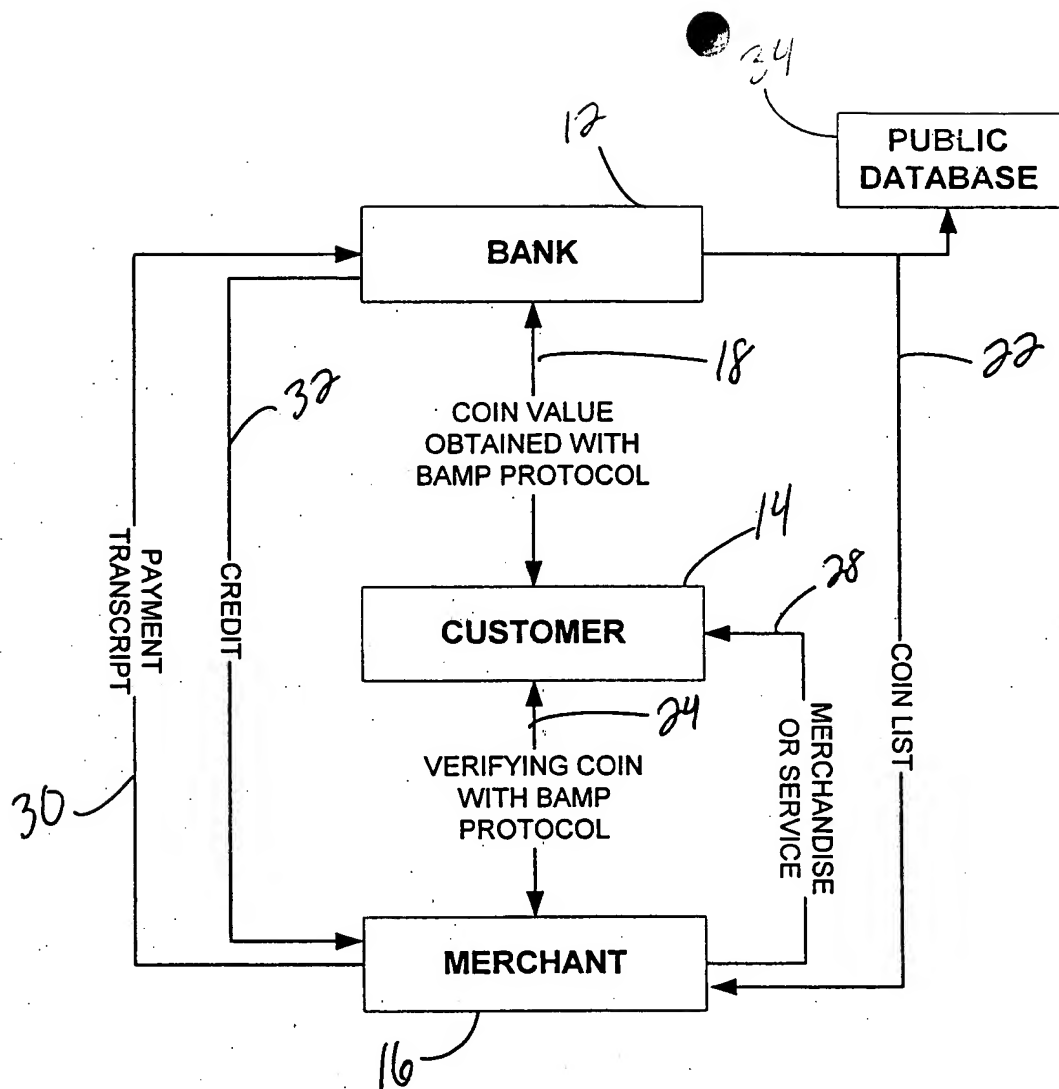 34
PUBLIC
DATABASE
12
BANK
18
22
32
COIN VALUE
OBTAINED WITH
BAMP PROTOCOL
14
28
PAYMENT
TRANSCRIPT
CREDIT
CUSTOMER
24
COIN LIST
MERCHANDISE
OR SERVICE
VERIFYING COIN
WITH BAMP
PROTOCOL
30
MERCHANT
16